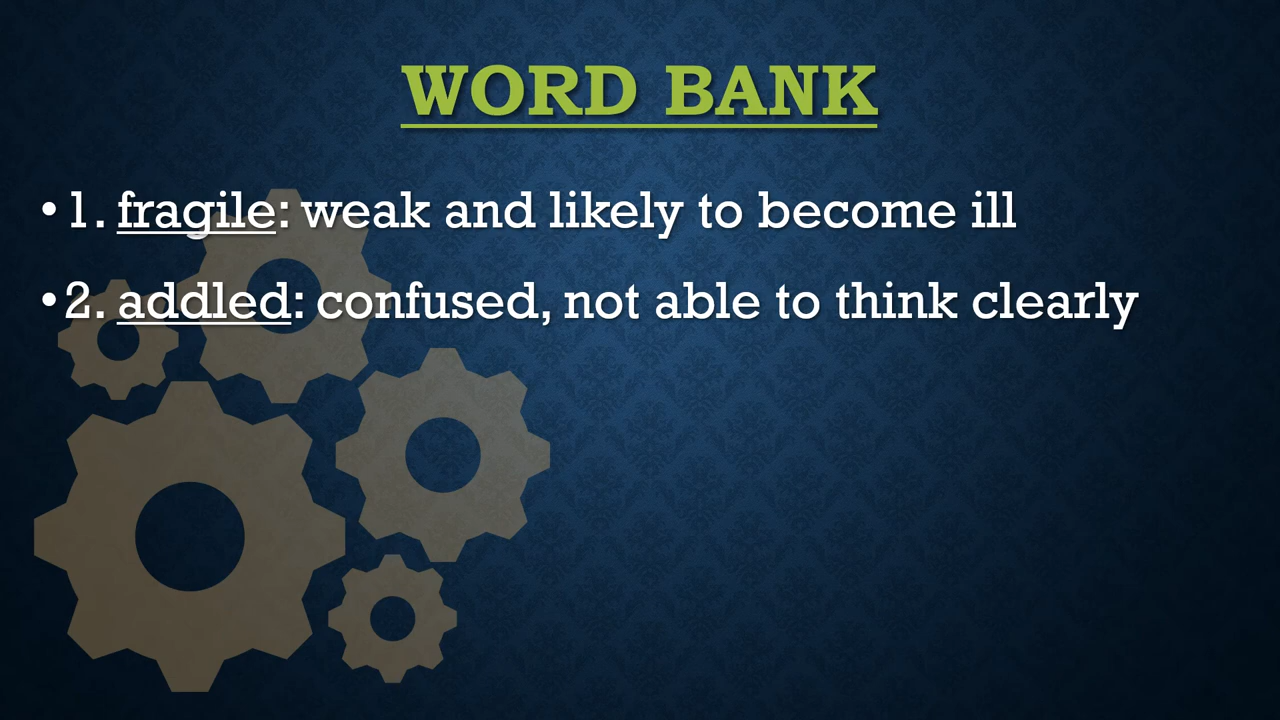 WORD BANK
• 1. fragile: weak and likely to become ill
• 2. addled: confused, not able to think clearly